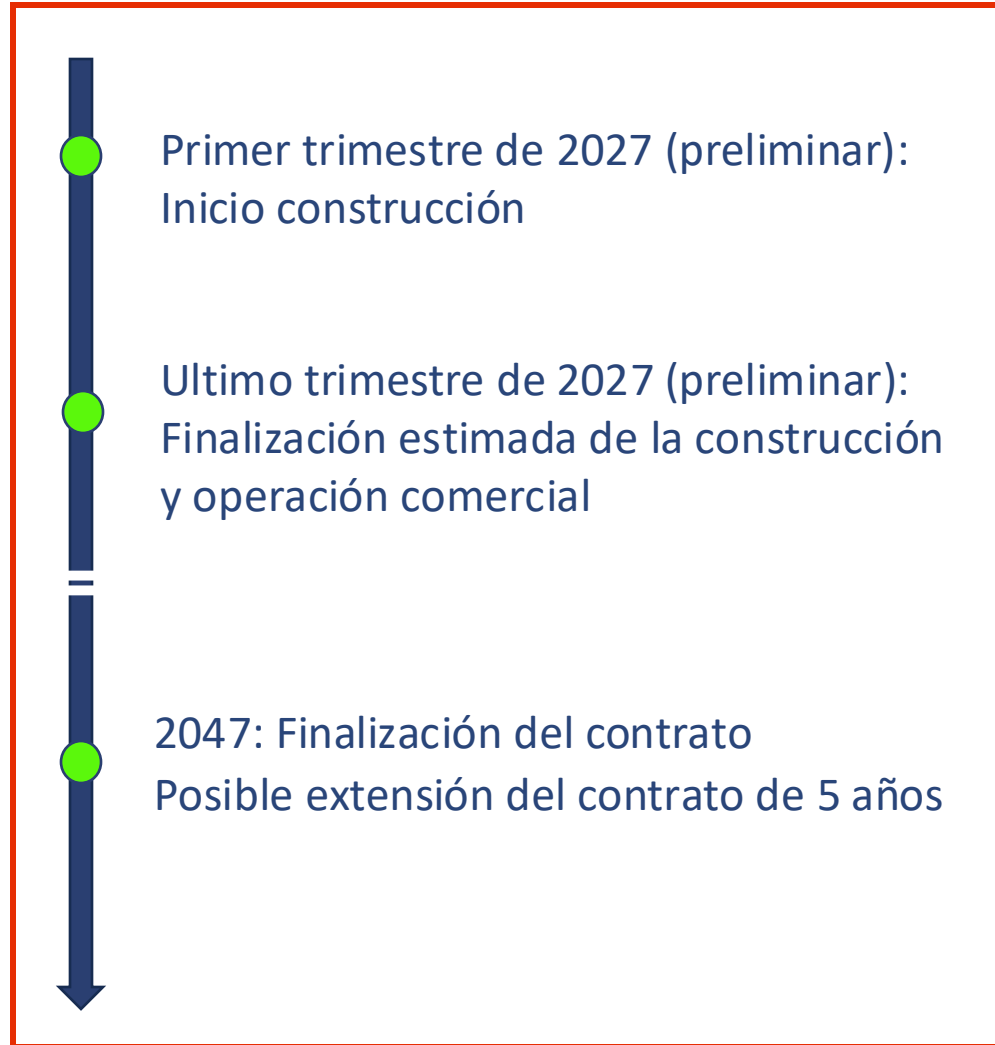 Primer trimestre de 2027 (preliminar):
Inicio construcción
Ultimo trimestre de 2027 (preliminar):
Finalización estimada de la construcción
y operación comercial
2047: Finalización del contrato
Posible extensión del contrato de 5 años